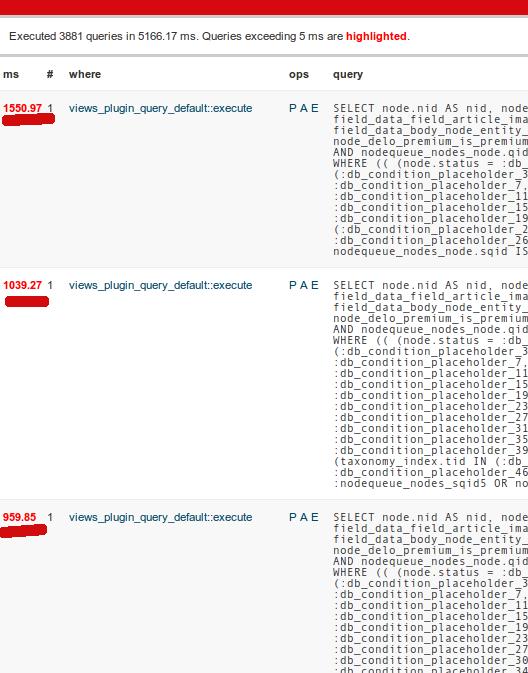 Executed 3881 queries in 5166.17 ms. Queries exceeding 5 ms are highlighted.
ms # where ops query
1550.97 1 views_plugin_query_default::execute P A E SELECT node.nid AS nid, node
field_data_field_article_ima
field_data_body_node_entity_
node_delo_premium_is_premium
AND nodequeue_nodes_node.qid
WHERE (( (node.status = :db_
(:db_condition_placeholder_3
:db_condition_placeholder_7,
:db_condition_placeholder_11
:db_condition_placeholder_15
:db_condition_placeholder_19
(:db_condition_placeholder_2
:db_condition_placeholder_26
nodequeue_nodes_node.sqid IS
1039.27 1 views_plugin_query_default::execute P A E SELECT node.nid AS nid, node
field_data_field_article_ima
field_data_body_node_entity_
node_delo_premium_is_premium
AND nodequeue_nodes_node.qid
WHERE (( (node.status = :db_
(:db_condition_placeholder_3
:db_condition_placeholder_7,
:db_condition_placeholder_11
:db_condition_placeholder_15
:db_condition_placeholder_19
:db_condition_placeholder_23
:db_condition_placeholder_27
:db_condition_placeholder_31
:db_condition_placeholder_35
:db_condition_placeholder_39
(taxonomy_index.tid IN (:db_
:db_condition_placeholder_46
:nodequeue_nodes_sqid5 OR no
959.85 1 views_plugin_query_default::execute P A E SELECT node.nid AS nid, node
field_data_field_article_ima
field_data_body_node_entity_
node_delo_premium_is_premium
AND nodequeue_nodes_node.qid
WHERE (( (node.status = :db_
(:db_condition_placeholder_3
:db_condition_placeholder_7,
:db_condition_placeholder_11
:db_condition_placeholder_15
:db_condition_placeholder_19
:db_condition_placeholder_23
:db_condition_placeholder_27
:db_condition_placeholder_30
:db_condition_placeholder_34